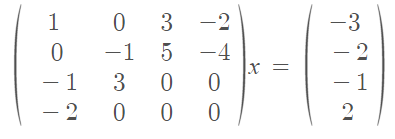 1 0 3 −2 −3
0 −1 5 −4 − 2
− 1 3 0 0 x = − 1
− 2 0 0 0 2